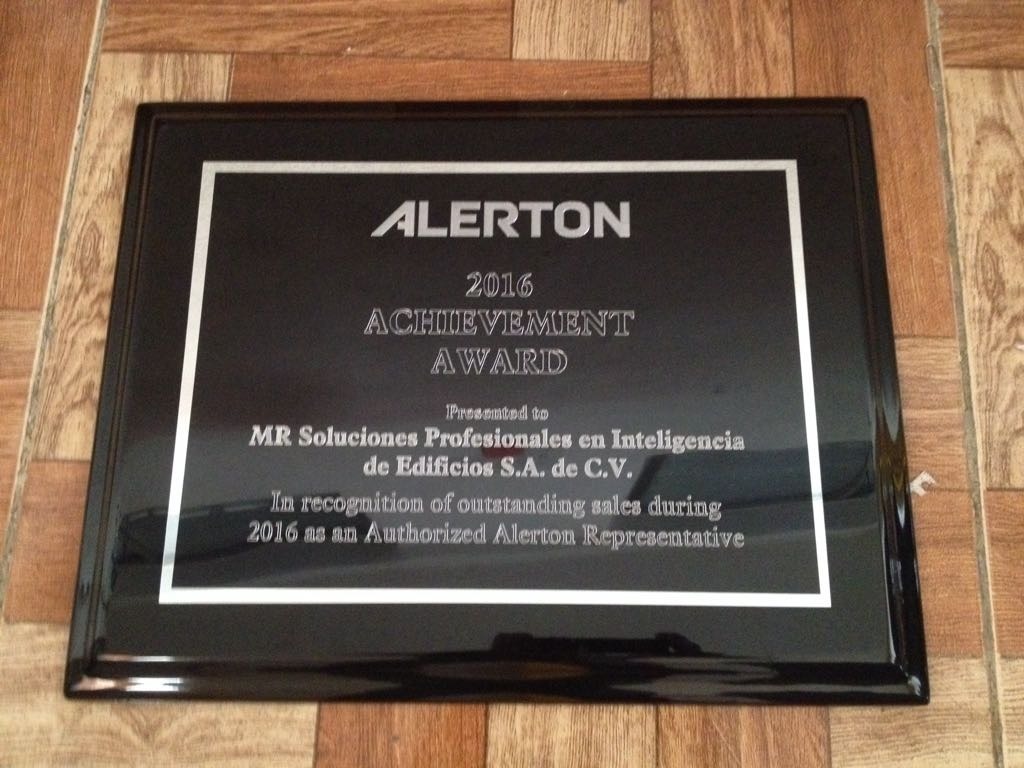 ALERTON
2016
ACHIEVEMENT
AWARD
Presented to
MR Soluciones Profesionales en Inteligencia
de Edificios S.A. de C.V.
In recognition of outstanding sales during
2016 as an Authorized Alerton Representative